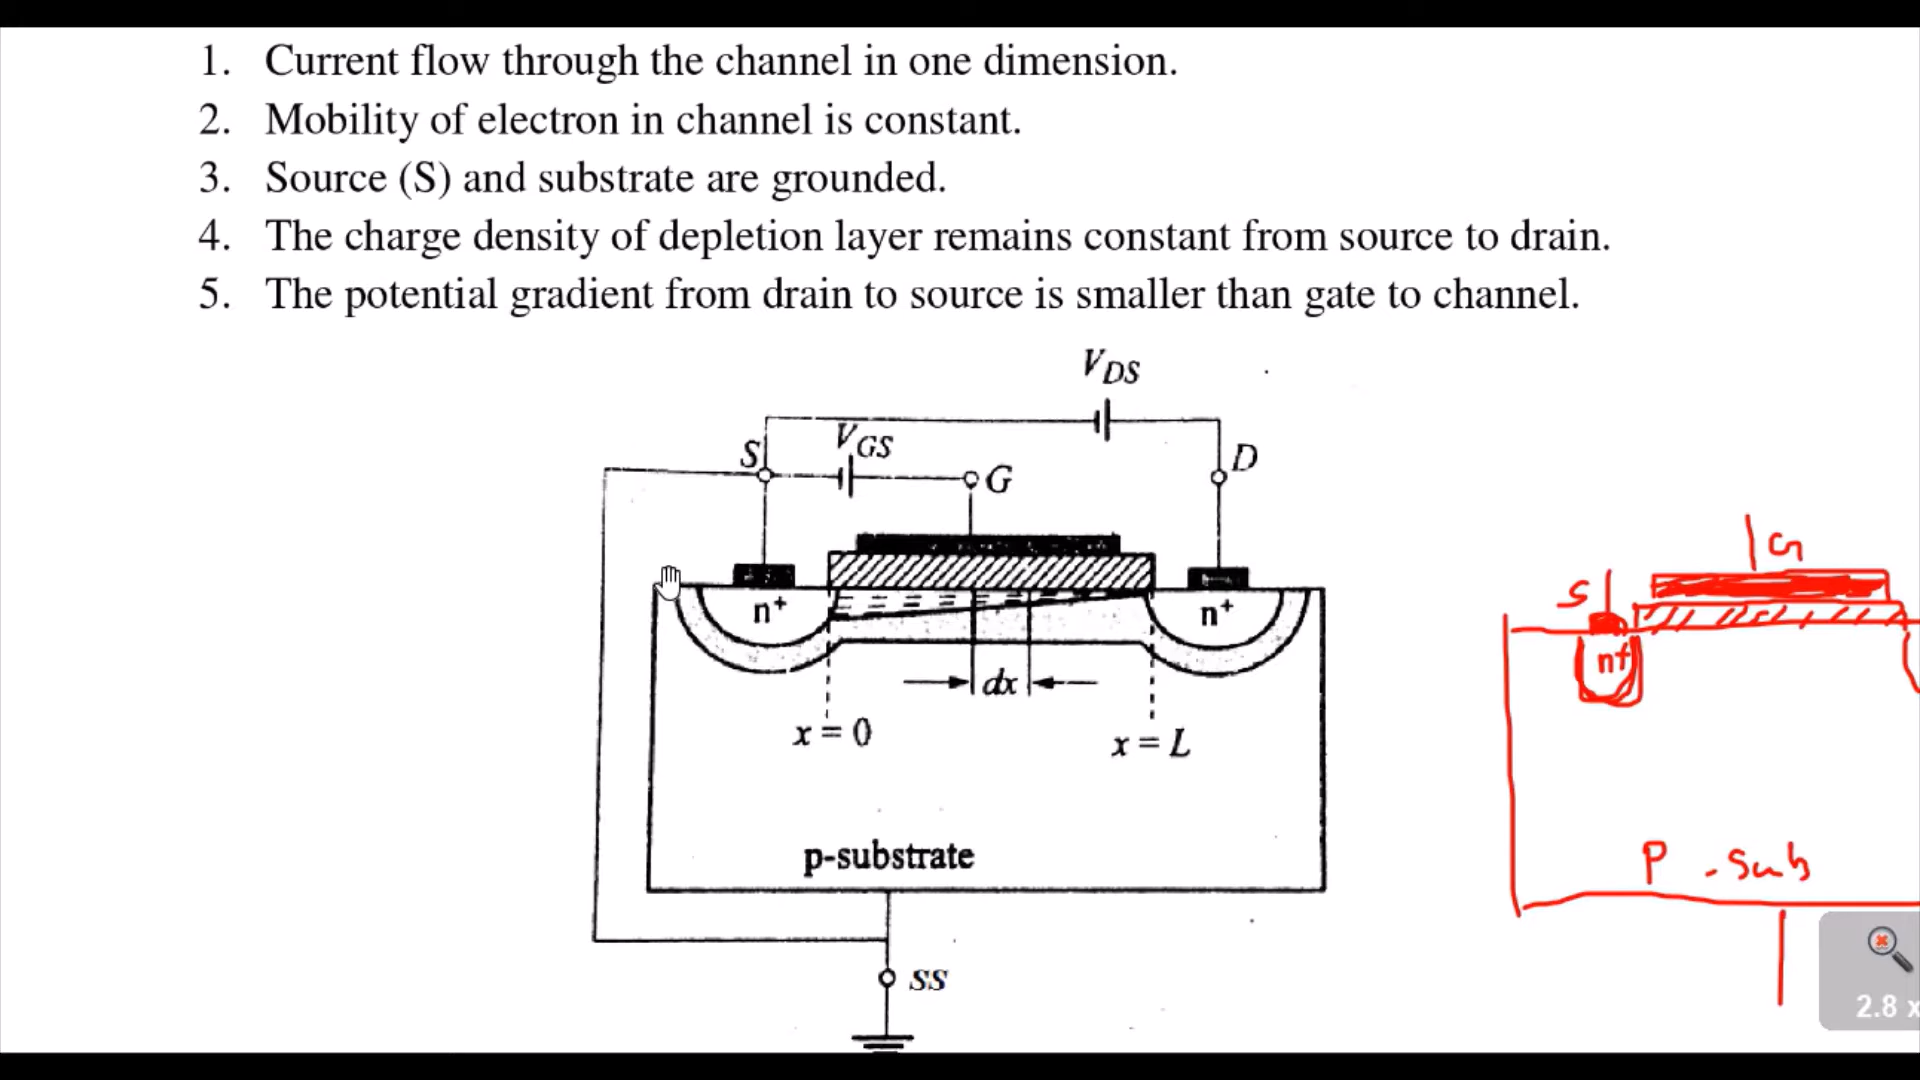 1. Current flow through the channel in one dimension.
2. Mobility of electron in channel is constant.
3. Source (S) and substrate are grounded.
4. The charge density of depletion layer remains constant from source to drain.
5. The potential gradient from drain to source is smaller than gate to channel.
VDS
VGS
S
G
D
n+
n+
dx
x = 0
x = L
p-substrate
SS
G
S
n+
P - sub
2.8 x